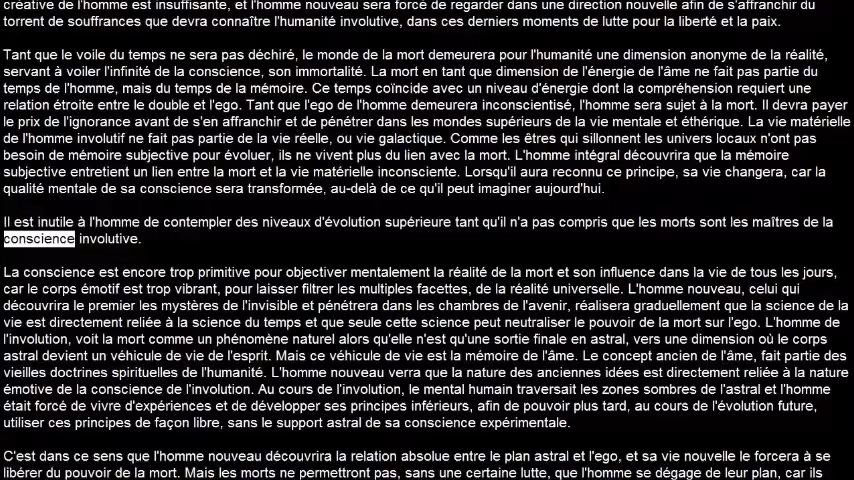 créative de l'homme est insuffisante, et l'homme nouveau sera forcé de regarder dans une direction nouvelle afin de s'affranchir du
torrent de souffrances que devra connaître l'humanité involutive, dans ces derniers moments de lutte pour la liberté et la paix.
Tant que le voile du temps ne sera pas déchiré, le monde de la mort demeurera pour l'humanité une dimension anonyme de la réalité,
servant à voiler l'infinité de la conscience, son immortalité. La mort en tant que dimension de l'énergie de l'âme ne fait pas partie du
temps de l'homme, mais du temps de la mémoire. Ce temps coïncide avec un niveau d'énergie dont la compréhension requiert une
relation étroite entre le double et l'ego. Tant que l'ego de l'homme demeurera inconscientisé, l'homme sera sujet à la mort. Il devra payer
le prix de l'ignorance avant de s'en affranchir et de pénétrer dans les mondes supérieurs de la vie mentale et éthérique. La vie matérielle
de l'homme involutif ne fait pas partie de la vie réelle, ou vie galactique. Comme les êtres qui sillonnent les univers locaux n'ont pas
besoin de mémoire subjective pour évoluer, ils ne vivent plus du lien avec la mort. L'homme intégral découvrira que la mémoire
subjective entretient un lien entre la mort et la vie matérielle inconsciente. Lorsqu'il aura reconnu ce principe, sa vie changera, car la
qualité mentale de sa conscience sera transformée, au-delà de ce qu'il peut imaginer aujourd'hui.
Il est inutile à l'homme de contempler des niveaux d'évolution supérieure tant qu'il n'a pas compris que les morts sont les maîtres de la
conscience involutive.
La conscience est encore trop primitive pour objectiver mentalement la réalité de la mort et son influence dans la vie de tous les jours,
car le corps émotif est trop vibrant, pour laisser filtrer les multiples facettes, de la réalité universelle. L'homme nouveau, celui qui
découvrira le premier les mystères de l'invisible et pénétrera dans les chambres de l'avenir, réalisera graduellement que la science de la
vie est directement reliée à la science du temps et que seule cette science peut neutraliser le pouvoir de la mort sur l'ego. L'homme de
l'involution, voit la mort comme un phénomène naturel alors qu'elle n'est qu'une sortie finale en astral, vers une dimension où le corps
astral devient un véhicule de vie de l'esprit. Mais ce véhicule de vie est la mémoire de l'âme. Le concept ancien de l'âme, fait partie des
vieilles doctrines spirituelles de l'humanité. L'homme nouveau verra que la nature des anciennes idées est directement reliée à la nature
émotive de la conscience de l'involution. Au cours de l'involution, le mental humain traversait les zones sombres de l'astral et l'homme
était forcé de vivre d'expériences et de développer ses principes inférieurs, afin de pouvoir plus tard, au cours de l'évolution future,
utiliser ces principes de façon libre, sans le support astral de sa conscience expérimentale.
C'est dans ce sens que l'homme nouveau découvrira la relation absolue entre le plan astral et l'ego, et sa vie nouvelle le forcera à se
libérer du pouvoir de la mort. Mais les morts ne permettront pas, sans une certaine lutte, que l'homme se dégage de leur plan, car ils